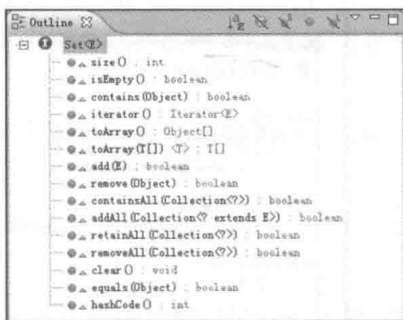 Outline
Set<E>
size() : int
isEmpty() : boolean
contains(Object) : boolean
iterator() : Iterator<E>
toArray() : Object[]
toArray(T[]) <T> : T[]
add(E) : boolean
remove(Object) : boolean
containsAll(Collection<?>) : boolean
addAll(Collection<? extends E>) : boolean
retainAll(Collection<?>) : boolean
removeAll(Collection<?>) : boolean
clear() : void
equals(Object) : boolean
hashCode() : int